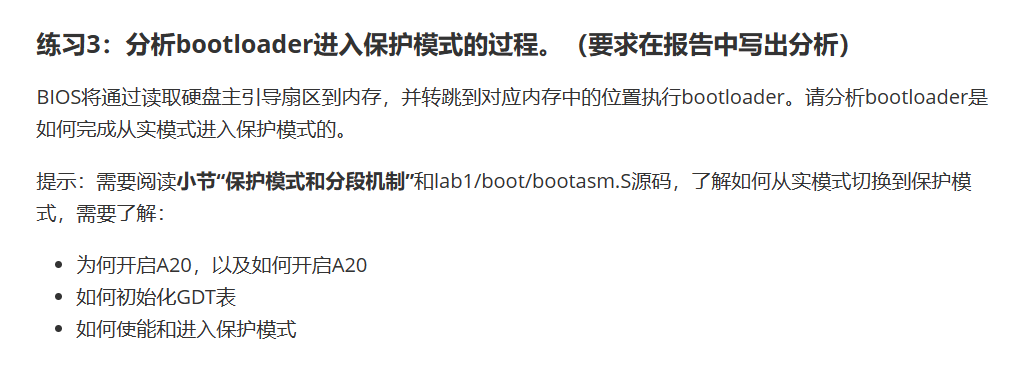 练习3：分析bootloader进入保护模式的过程。（要求在报告中写出分析）
BIOS将通过读取硬盘主引导扇区到内存，并转跳到对应内存中的位置执行bootloader。请分析bootloader是
如何完成从实模式进入保护模式的。
提示：需要阅读小节“保护模式和分段机制”和lab1/boot/bootasm.S源码，了解如何从实模式切换到保护模
式，需要了解：
• 为何开启A20，以及如何开启A20
• 如何初始化GDT表
• 如何使能和进入保护模式